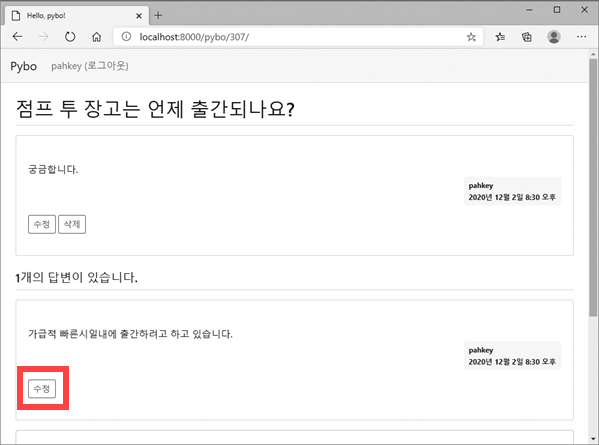 Hello, pybo!
localhost:8000/pybo/307/
Pybo pahkey (로그아웃)
점프 투 장고는 언제 출간되나요?
궁금합니다.
pahkey
2020년 12월 2일 8:30 오후
수정 삭제
1개의 답변이 있습니다.
가급적 빠른시일내에 출간하려고 하고 있습니다.
pahkey
2020년 12월 2일 8:30 오후
수정